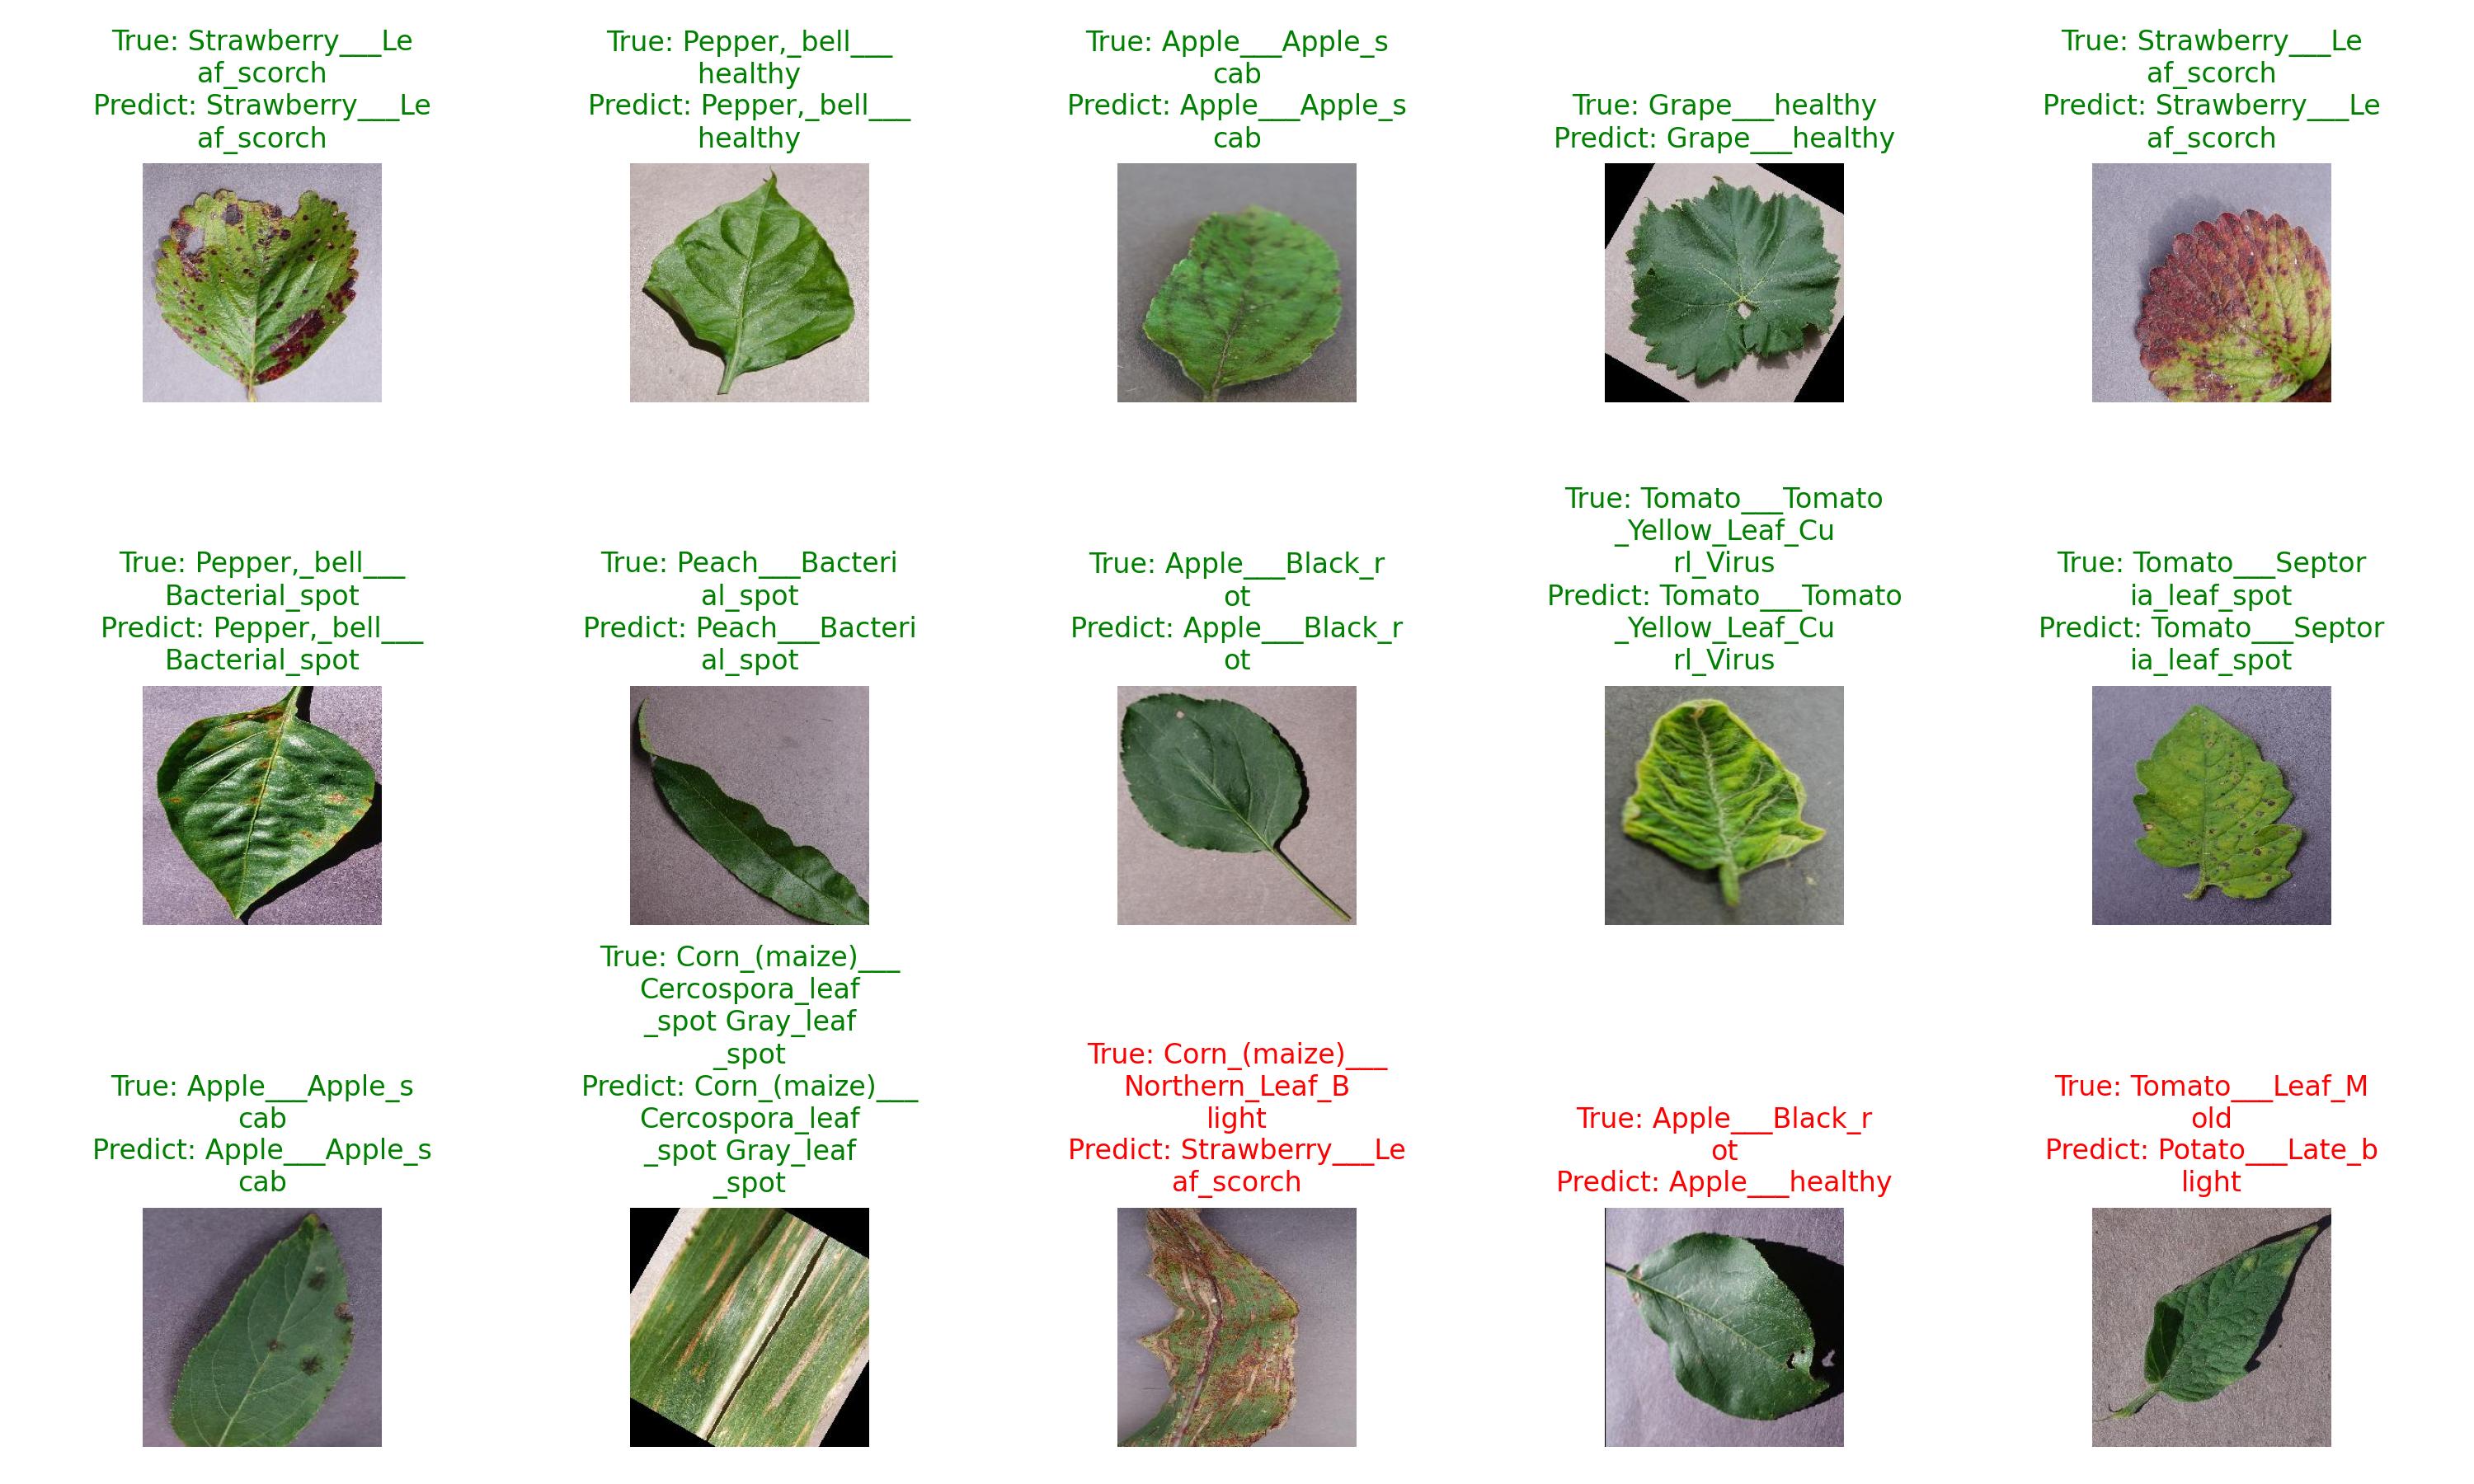 True: Strawberry___Le
af_scorch
Predict: Strawberry___Le
af_scorch
True: Pepper,_bell___
healthy
Predict: Pepper,_bell___
healthy
True: Apple___Apple_s
cab
Predict: Apple___Apple_s
cab
True: Grape___healthy
Predict: Grape___healthy
True: Strawberry___Le
af_scorch
Predict: Strawberry___Le
af_scorch
True: Pepper,_bell___
Bacterial_spot
Predict: Pepper,_bell___
Bacterial_spot
True: Peach___Bacteri
al_spot
Predict: Peach___Bacteri
al_spot
True: Apple___Black_r
ot
Predict: Apple___Black_r
ot
True: Tomato___Tomato
_Yellow_Leaf_Cu
rl_Virus
Predict: Tomato___Tomato
_Yellow_Leaf_Cu
rl_Virus
True: Tomato___Septor
ia_leaf_spot
Predict: Tomato___Septor
ia_leaf_spot
True: Apple___Apple_s
cab
Predict: Apple___Apple_s
cab
True: Corn_(maize)___
Cercospora_leaf
_spot Gray_leaf
_spot
Predict: Corn_(maize)___
Cercospora_leaf
_spot Gray_leaf
_spot
True: Corn_(maize)___
Northern_Leaf_B
light
Predict: Strawberry___Le
af_scorch
True: Apple___Black_r
ot
Predict: Apple___healthy
True: Tomato___Leaf_M
old
Predict: Potato___Late_b
light